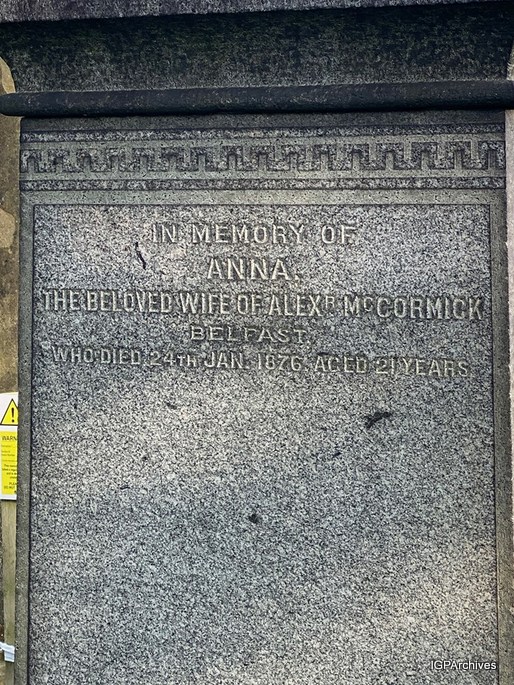 IN MEMORY OF
ANNA,
THE BELOVED WIFE OF ALEXR McCORMICK
BELFAST,
WHO DIED 24TH JAN. 1876, AGED 21 YEARS
WARN
IGPArchives